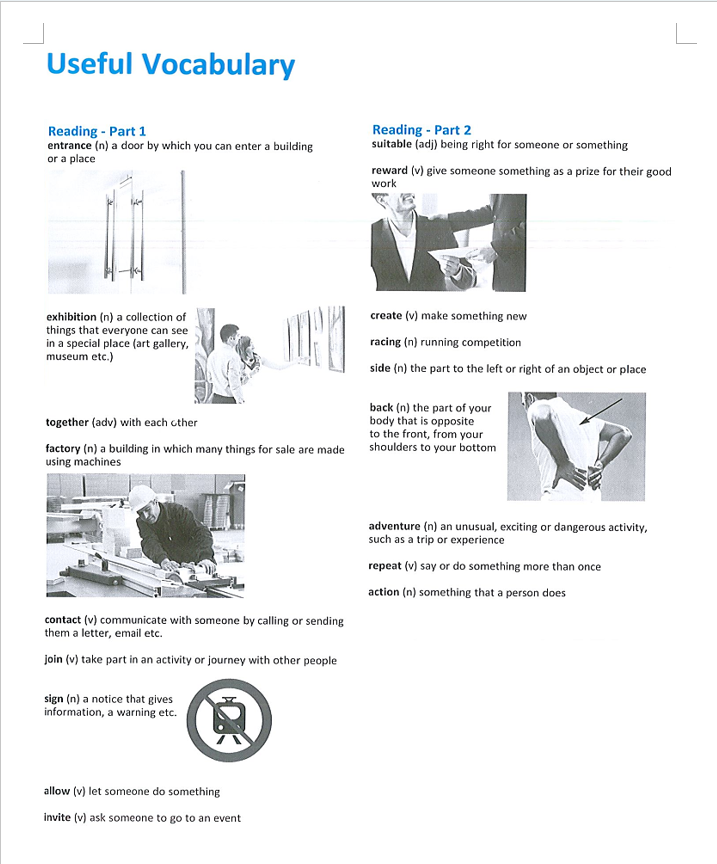 Useful Vocabulary
Reading - Part 1
entrance (n) a door by which you can enter a building
or a place
exhibition (n) a collection of
things that everyone can see
in a special place (art gallery,
museum etc.)
together (adv) with each other
factory (n) a building in which many things for sale are made
using machines
contact (v) communicate with someone by calling or sending
them a letter, email etc.
join (v) take part in an activity or journey with other people
sign (n) a notice that gives
information, a warning etc.
allow (v) let someone do something
invite (v) ask someone to go to an event
Reading - Part 2
suitable (adj) being right for someone or something
reward (v) give someone something as a prize for their good
work
create (v) make something new
racing (n) running competition
side (n) the part to the left or right of an object or place
back (n) the part of your
body that is opposite
to the front, from your
shoulders to your bottom
adventure (n) an unusual, exciting or dangerous activity,
such as a trip or experience
repeat (v) say or do something more than once
action (n) something that a person does